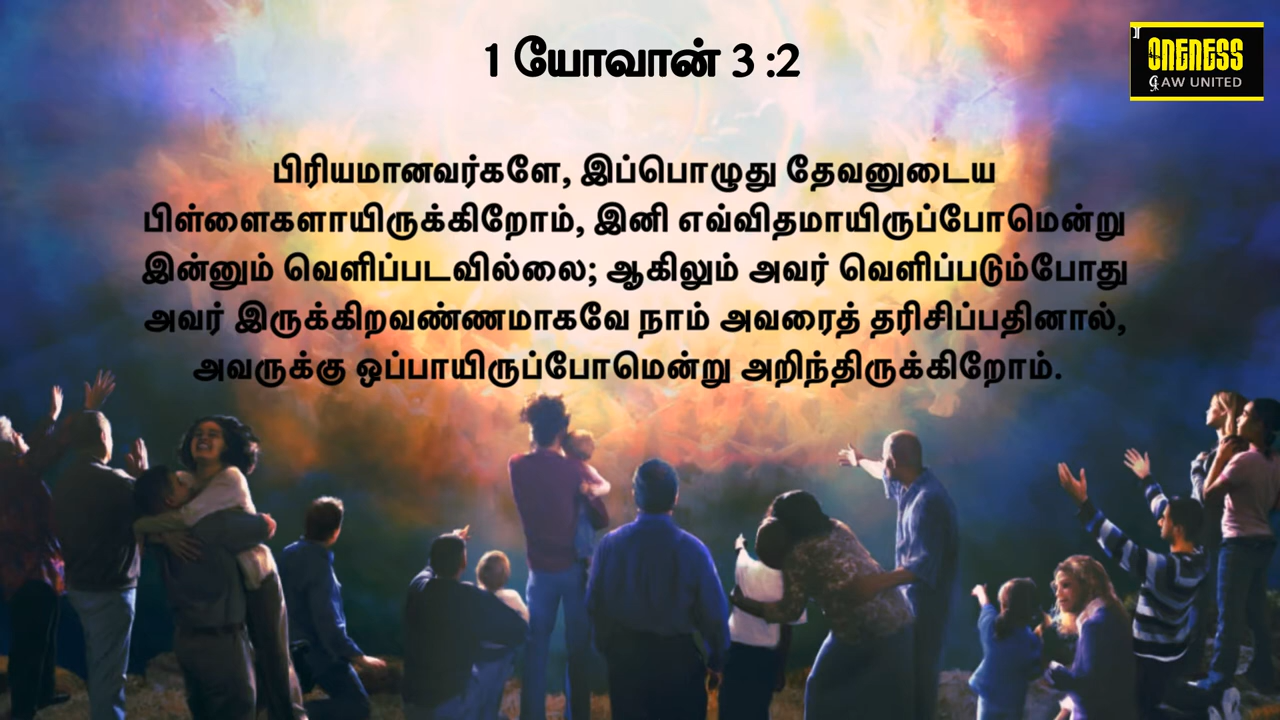 1 யோவான் 3 :2
ONENESS
LAW UNITED
பிரியமானவர்களே, இப்பொழுது தேவனுடைய
பிள்ளைகளாயிருக்கிறோம், இனி எவ்விதமாயிருப்போமென்று
இன்னும் வெளிப்படவில்லை; ஆகிலும் அவர் வெளிப்படும்போது
அவர் இருக்கிறவண்ணமாகவே நாம் அவரைத் தரிசிப்பதினால்,
அவருக்கு ஒப்பாயிருப்போமென்று அறிந்திருக்கிறோம்.